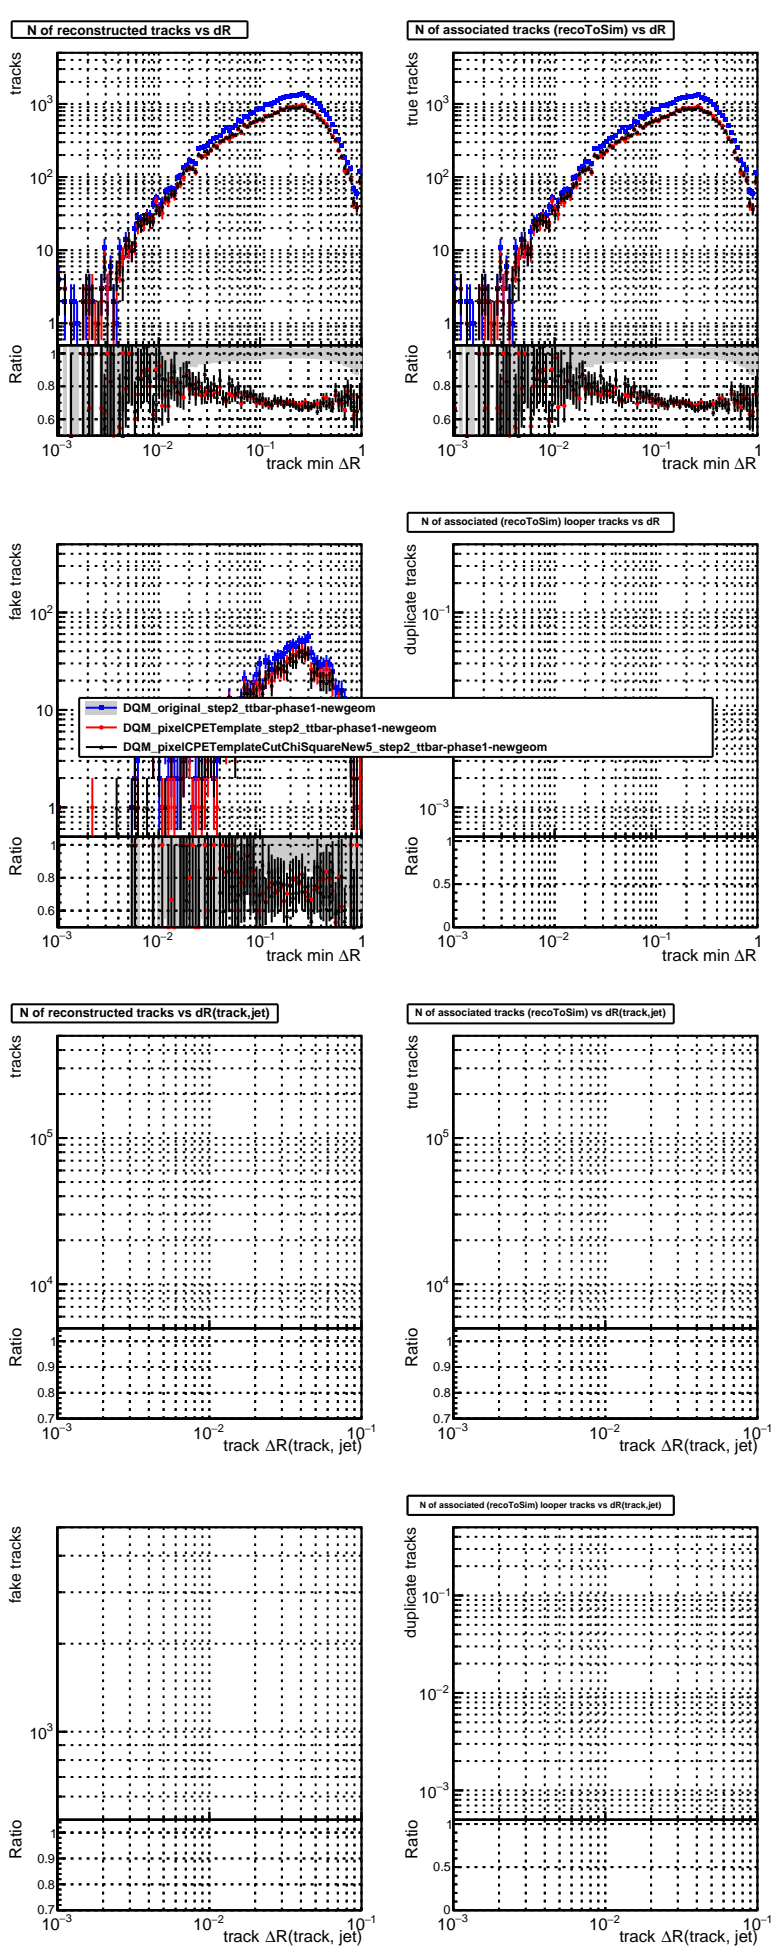 N of reconstructed tracks vs dR
tracks
10³
10²
10
1
Ratio
1
0.8
0.6
10⁻³
10⁻²
10⁻¹
1
track min ΔR
N of associated tracks (recoToSim) vs dR
true tracks
10³
10²
10
1
Ratio
1
0.8
0.6
10⁻³
10⁻²
10⁻¹
1
track min ΔR
fake tracks
10²
10
1
Ratio
1
0.8
0.6
10⁻³
10⁻²
10⁻¹
1
track min ΔR
N of associated (recoToSim) looper tracks vs dR
duplicate tracks
10⁻¹
10⁻³
Ratio
1
0.5
0
10⁻³
10⁻²
10⁻¹
1
track min ΔR
DQM_original_step2_ttbar-phase1-newgeom
DQM_pixelCPETemplate_step2_ttbar-phase1-newgeom
DQM_pixelCPETemplateCutChiSquareNew5_step2_ttbar-phase1-newgeom
N of reconstructed tracks vs dR(track,jet)
tracks
10⁵
10⁴
Ratio
1
0.9
0.8
0.7
10⁻³
10⁻²
10⁻¹
track ΔR(track, jet)
N of associated tracks (recoToSim) vs dR(track,jet)
true tracks
10⁵
10⁴
Ratio
1
0.9
0.8
0.7
10⁻³
10⁻²
10⁻¹
track ΔR(track, jet)
fake tracks
10³
Ratio
1
0.9
0.8
0.7
10⁻³
10⁻²
10⁻¹
track ΔR(track, jet)
N of associated (recoToSim) looper tracks vs dR(track,jet)
duplicate tracks
10⁻¹
10⁻²
10⁻³
Ratio
1
0.5
0
10⁻³
10⁻²
10⁻¹
track ΔR(track, jet)